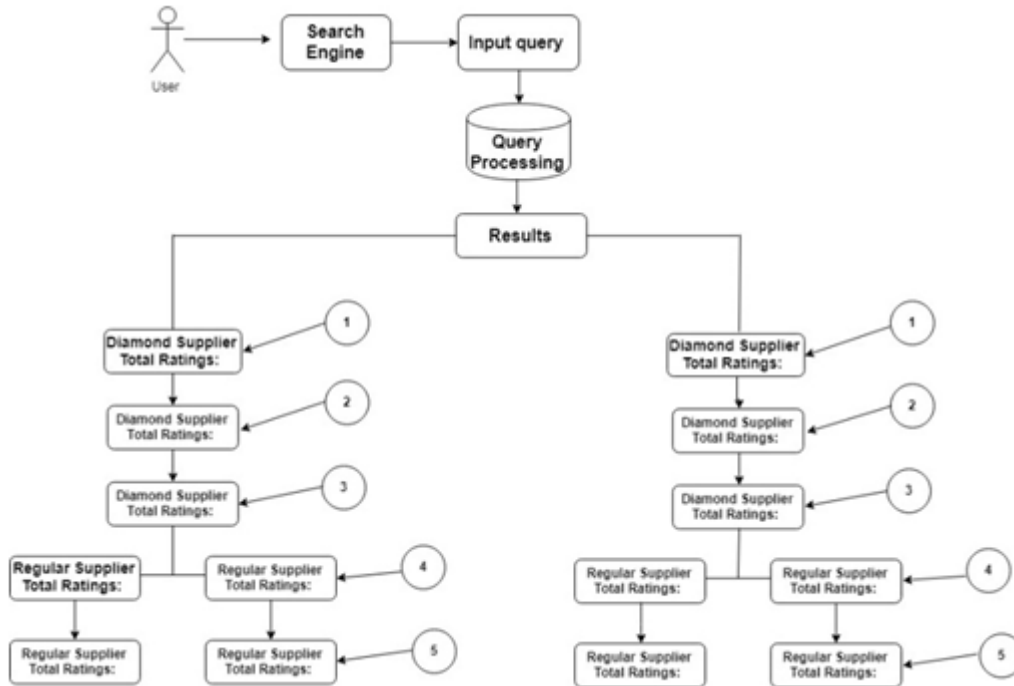 Search
Engine
Input query
User
Query
Processing
Results
1
Diamond Supplier
Total Ratings:
2
Diamond Supplier
Total Ratings:
3
Diamond Supplier
Total Ratings:
Regular Supplier
Total Ratings:
Regular Supplier
Total Ratings:
4
Regular Supplier
Total Ratings:
Regular Supplier
Total Ratings:
5
1
Diamond Supplier
Total Ratings:
2
Diamond Supplier
Total Ratings:
3
Diamond Supplier
Total Ratings:
Regular Supplier
Total Ratings:
Regular Supplier
Total Ratings:
4
Regular Supplier
Total Ratings:
Regular Supplier
Total Ratings:
5